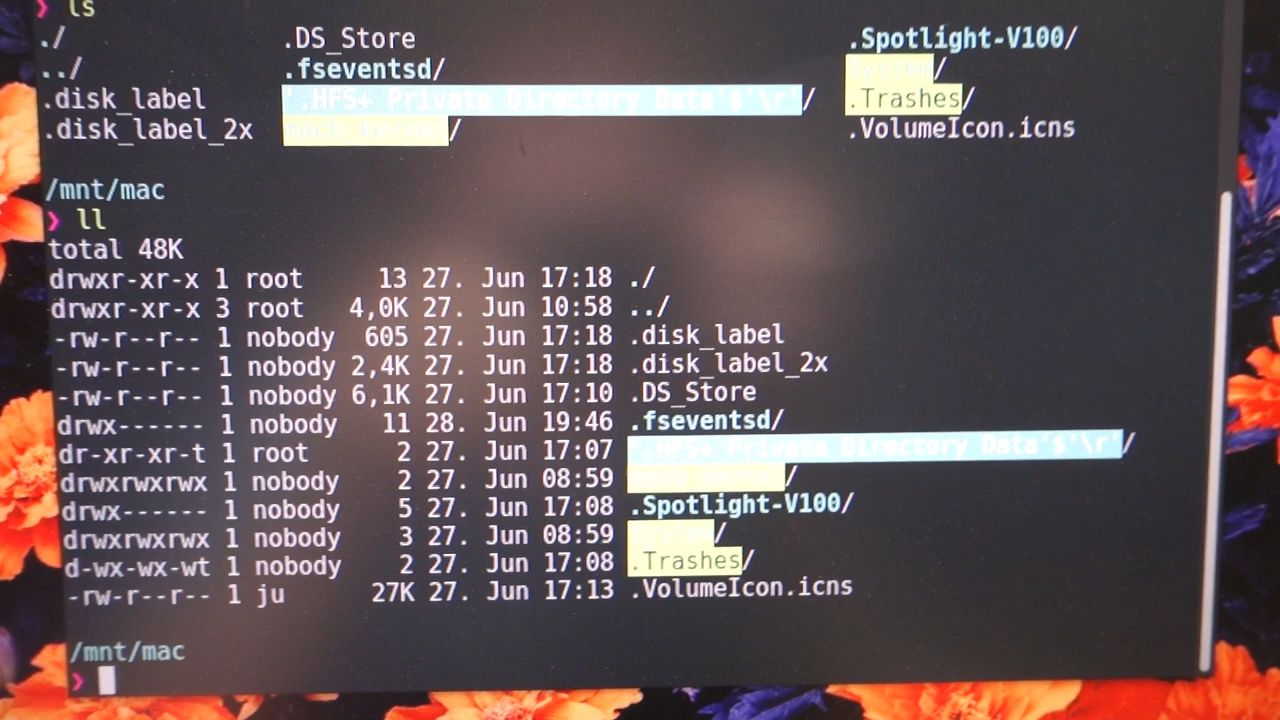 ❯ ls
./ .DS_Store .Spotlight-V100/
../ .fseventsd/ System/
.disk_label '.HFS+ Private Directory Data'$'\r'/ .Trashes/
.disk_label_2x mach_kernel/ .VolumeIcon.icns
/mnt/mac
❯ ll
total 48K
drwxr-xr-x 1 root 13 27. Jun 17:18 ./
drwxr-xr-x 3 root 4,0K 27. Jun 10:58 ../
-rw-r--r-- 1 nobody 605 27. Jun 17:18 .disk_label
-rw-r--r-- 1 nobody 2,4K 27. Jun 17:18 .disk_label_2x
-rw-r--r-- 1 nobody 6,1K 27. Jun 17:10 .DS_Store
drwx------ 1 nobody 11 28. Jun 19:46 .fseventsd/
dr-xr-xr-t 1 root 2 27. Jun 17:07 '.HFS+ Private Directory Data'$'\r'/
drwxrwxrwx 1 nobody 2 27. Jun 08:59 /
drwx------ 1 nobody 5 27. Jun 17:08 .Spotlight-V100/
drwxrwxrwx 1 nobody 3 27. Jun 08:59 /
d-wx-wx-wt 1 nobody 2 27. Jun 17:08 .Trashes/
-rw-r--r-- 1 ju 27K 27. Jun 17:13 .VolumeIcon.icns
/mnt/mac
❯